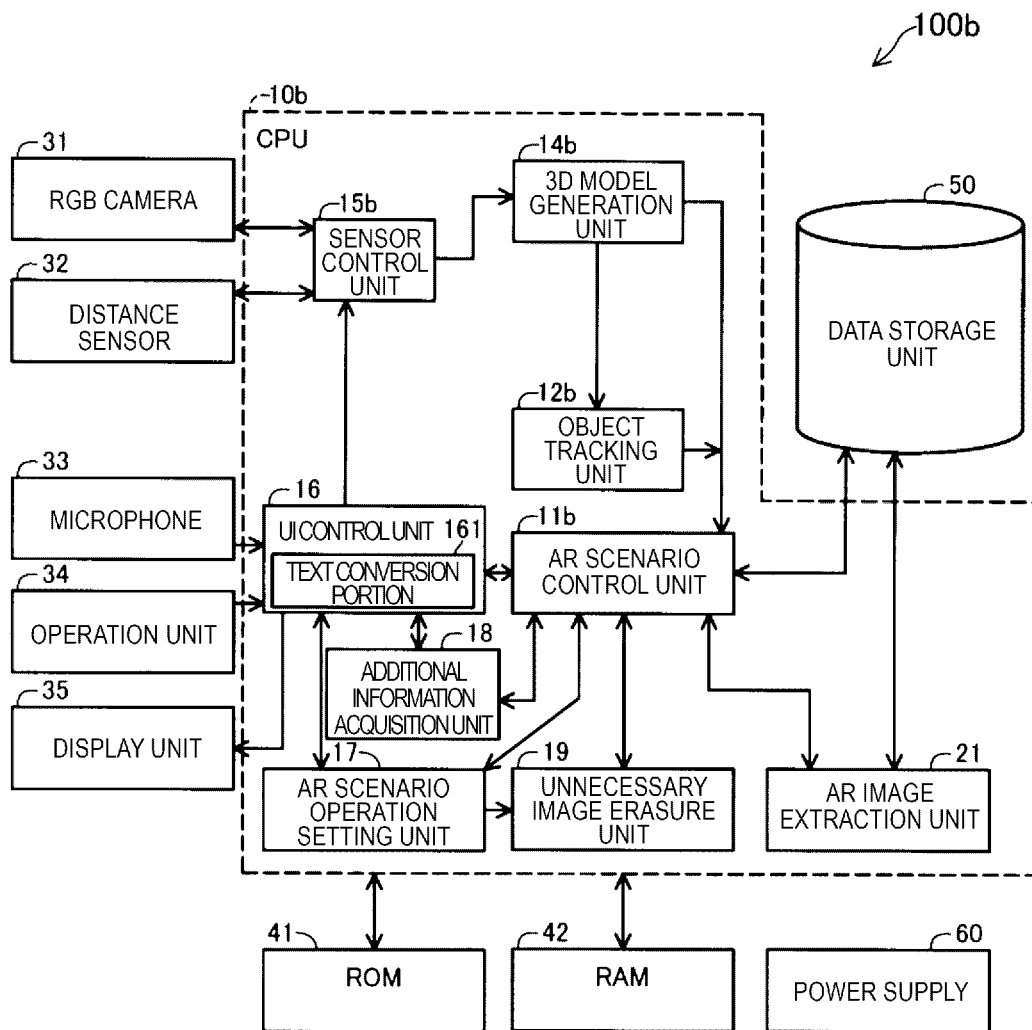 100b
10b
CPU
31
RGB CAMERA
15b
SENSOR
CONTROL
UNIT
14b
3D MODEL
GENERATION
UNIT
50
DATA STORAGE
UNIT
32
DISTANCE
SENSOR
12b
OBJECT
TRACKING
UNIT
33
MICROPHONE
16
UI CONTROL UNIT
161
TEXT CONVERSION
PORTION
11b
AR SCENARIO
CONTROL UNIT
34
OPERATION UNIT
18
ADDITIONAL
INFORMATION
ACQUISITION UNIT
35
DISPLAY UNIT
17
AR SCENARIO
OPERATION
SETTING UNIT
19
UNNECESSARY
IMAGE ERASURE
UNIT
21
AR IMAGE
EXTRACTION UNIT
41
ROM
42
RAM
60
POWER SUPPLY